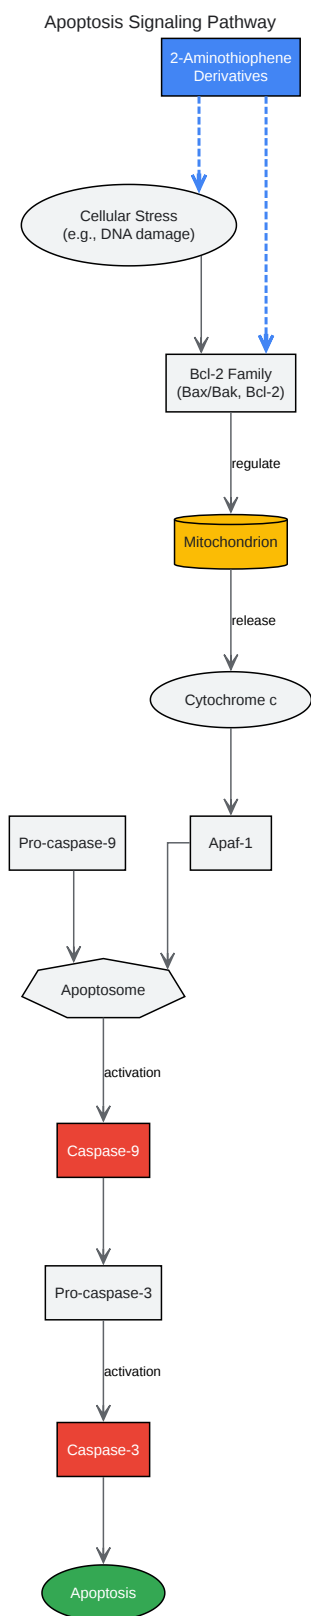 Apoptosis Signaling Pathway
2-Aminothiophene
Derivatives
Cellular Stress
(e.g., DNA damage)
Bcl-2 Family
(Bax/Bak, Bcl-2)
regulate
Mitochondrion
release
Cytochrome c
Pro-caspase-9
Apaf-1
Apoptosome
activation
Caspase-9
Pro-caspase-3
activation
Caspase-3
Apoptosis